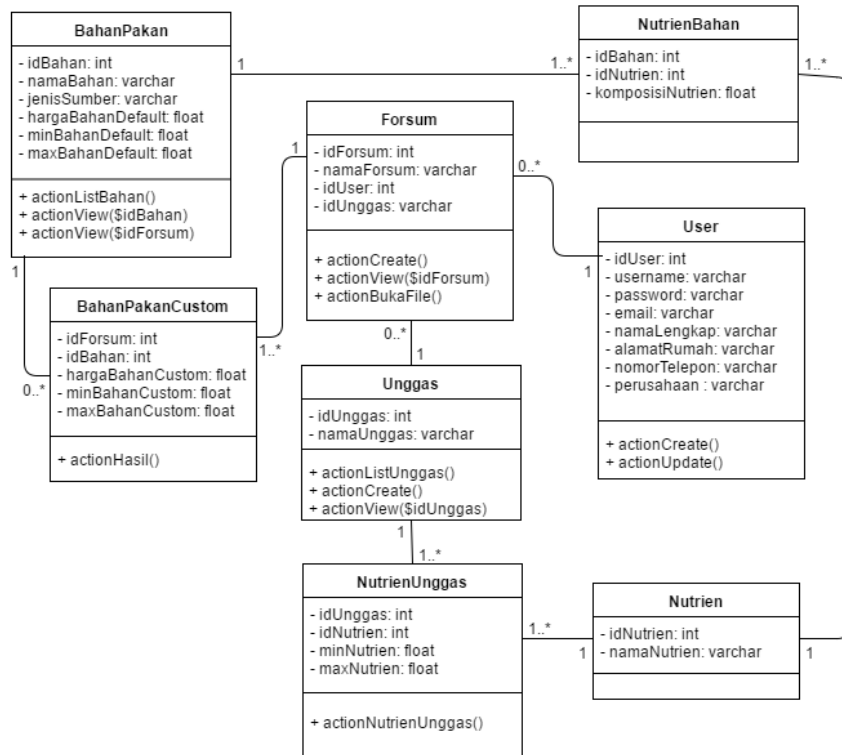 BahanPakan
- idBahan: int
- namaBahan: varchar
- jenisSumber: varchar
- hargaBahanDefault: float
- minBahanDefault: float
- maxBahanDefault: float
+ actionListBahan()
+ actionView($idBahan)
+ actionView($idForsum)
1
1..*
NutrienBahan
- idBahan: int
- idNutrien: int
- komposisiNutrien: float
1..*
1
0..*
BahanPakanCustom
- idForsum: int
- idBahan: int
- hargaBahanCustom: float
- minBahanCustom: float
- maxBahanCustom: float
+ actionHasil()
1..*
1
Forsum
- idForsum: int
- namaForsum: varchar
- idUser: int
- idUnggas: varchar
+ actionCreate()
+ actionView($idForsum)
+ actionBukaFile()
0..*
1
User
- idUser: int
- username: varchar
- password: varchar
- email: varchar
- namaLengkap: varchar
- alamatRumah: varchar
- nomorTelepon: varchar
- perusahaan : varchar
+ actionCreate()
+ actionUpdate()
0..*
1
Unggas
- idUnggas: int
- namaUnggas: varchar
+ actionListUnggas()
+ actionCreate()
+ actionView($idUnggas)
1
1..*
NutrienUnggas
- idUnggas: int
- idNutrien: int
- minNutrien: float
- maxNutrien: float
+ actionNutrienUnggas()
1..*
1
Nutrien
- idNutrien: int
- namaNutrien: varchar
1